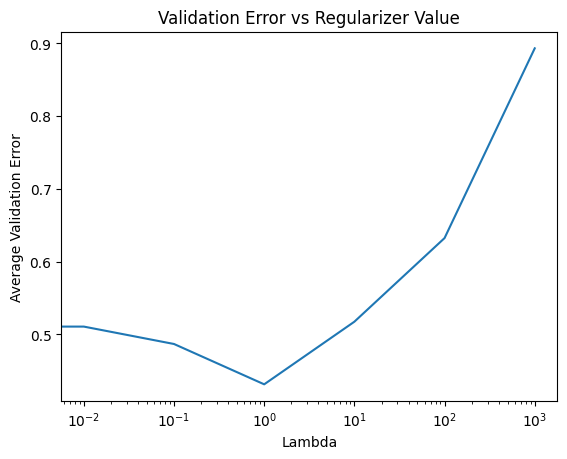 Validation Error vs Regularizer Value
Average Validation Error
0.9
0.8
0.7
0.6
0.5
10⁻² 10⁻¹ 10⁰ 10¹ 10² 10³
Lambda